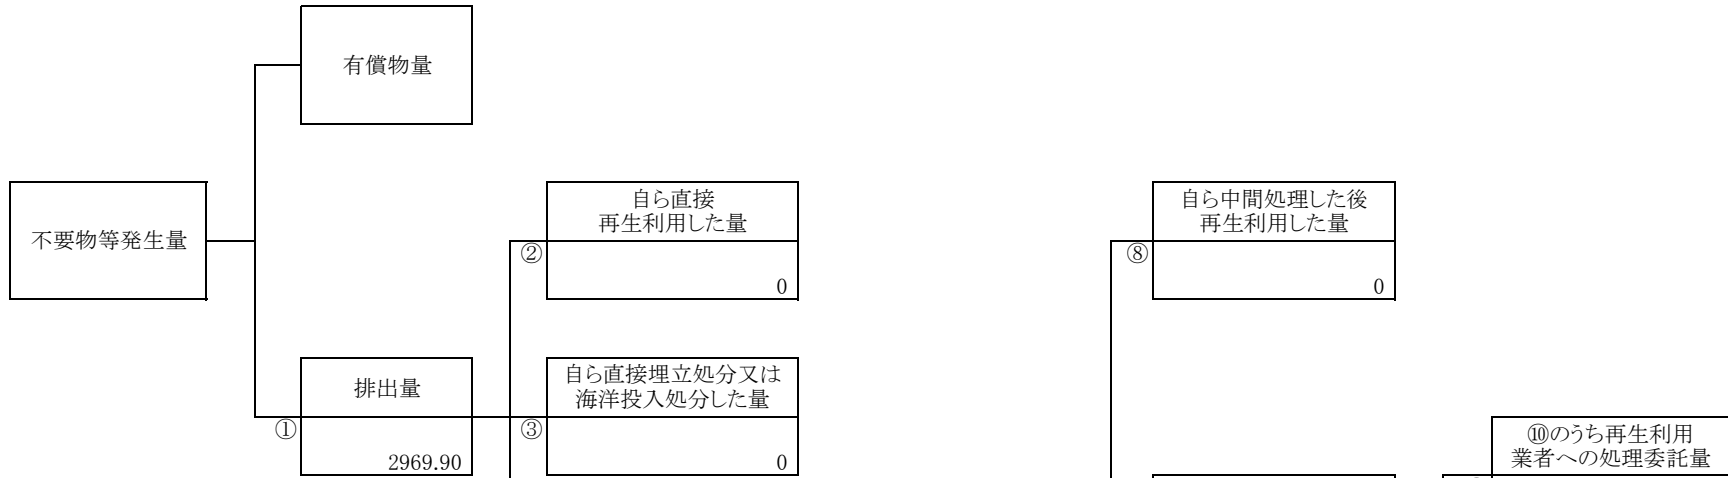 有償物量
不要物等発生量
自ら直接
再生利用した量
②
0
自ら中間処理した後
再生利用した量
⑧
0
排出量
①
2969.90
自ら直接埋立処分又は
海洋投入処分した量
③
0
⑩のうち再生利用
業者への処理委託量